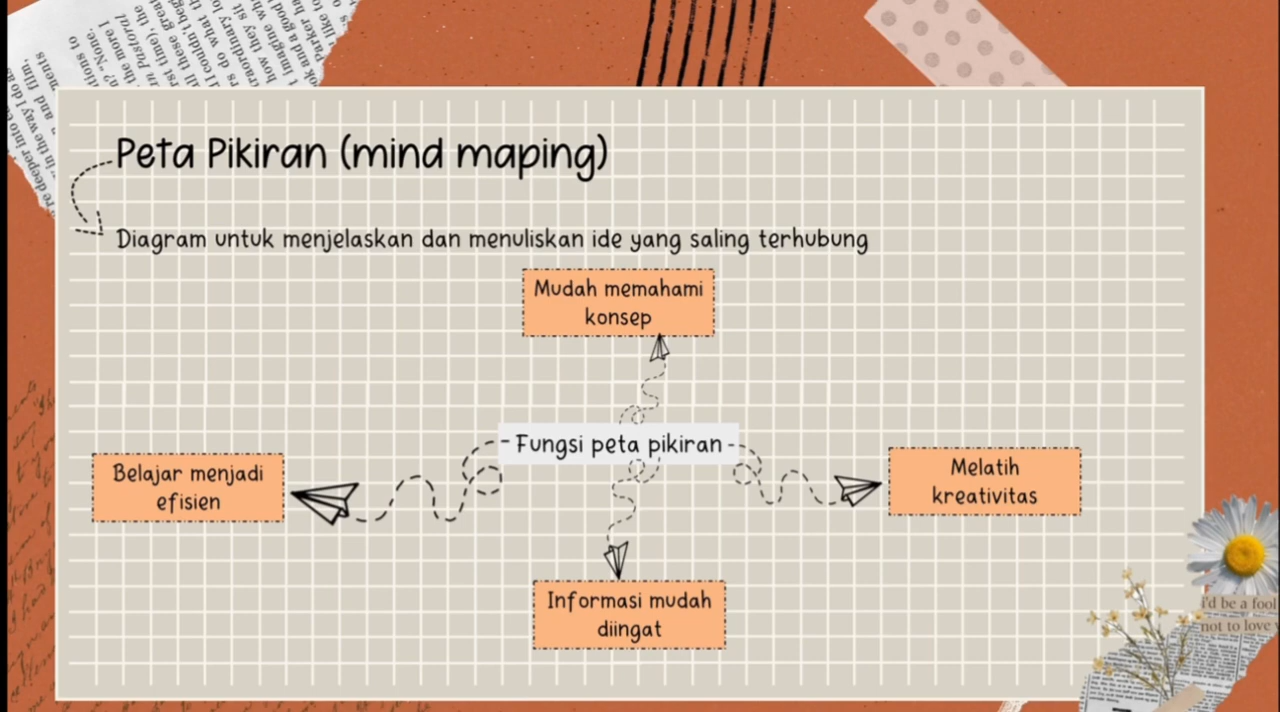 Peta Pikiran (mind maping)
Diagram untuk menjelaskan dan menuliskan ide yang saling terhubung
Mudah memahami
konsep
Fungsi peta pikiran
Belajar menjadi
efisien
Melatih
kreativitas
Informasi mudah
diingat
i'd be a fool
not to love